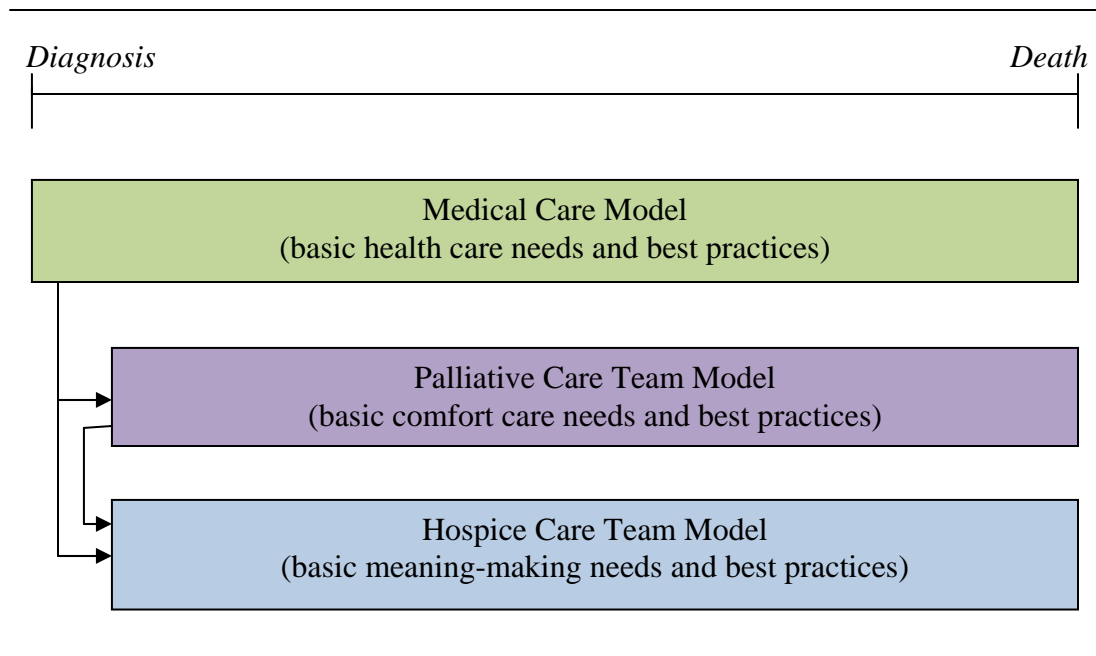 Diagnosis Death
Medical Care Model
(basic health care needs and best practices)
Palliative Care Team Model
(basic comfort care needs and best practices)
Hospice Care Team Model
(basic meaning-making needs and best practices)